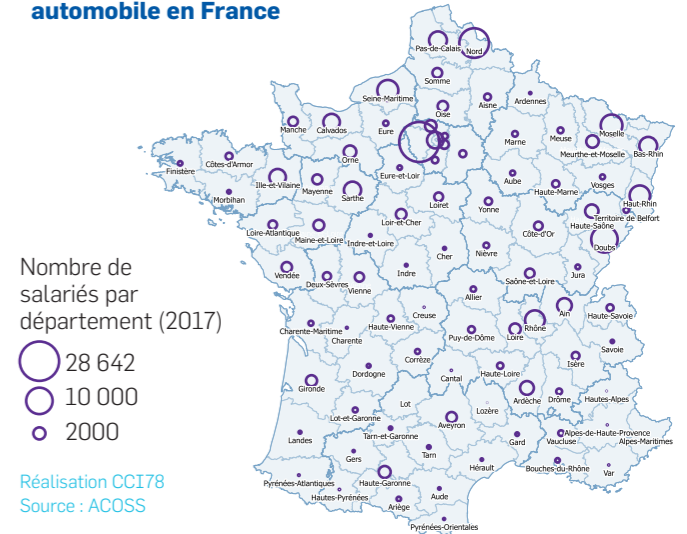 automobile en France
Pas-de-Calais
Nord
Somme
Seine-Maritime
Oise
Aisne
Ardennes
Manche
Calvados
Eure
Marne
Meuse
Moselle
Meurthe-et-Moselle
Bas-Rhin
Finistère
Côtes-d'Armor
Orne
Eure-et-Loir
Ille-et-Vilaine
Mayenne
Sarthe
Morbihan
Aube
Haute-Marne
Vosges
Haut-Rhin
Loiret
Loir-et-Cher
Yonne
Territoire de Belfort
Haute-Saône
Loire-Atlantique
Maine-et-Loire
Indre-et-Loire
Côte-d'Or
Doubs
Cher
Nièvre
Vendée
Deux-Sèvres
Vienne
Indre
Saône-et-Loire
Jura
Allier
Nombre de
salariés par
département (2017)
28 642
10 000
2000
Charente-Maritime
Charente
Haute-Vienne
Creuse
Puy-de-Dôme
Loire
Rhône
Ain
Haute-Savoie
Savoie
Corrèze
Isère
Dordogne
Cantal
Haute-Loire
Gironde
Ardèche
Drôme
Hautes-Alpes
Lot
Lot-et-Garonne
Aveyron
Lozère
Landes
Tarn-et-Garonne
Gard
Vaucluse
Alpes-de-Haute-Provence
Alpes-Maritimes
Gers
Tarn
Hérault
Bouches-du-Rhône
Var
Pyrénées-Atlantiques
Haute-Garonne
Hautes-Pyrénées
Ariège
Aude
Pyrénées-Orientales
Réalisation CCI78
Source : ACOSS